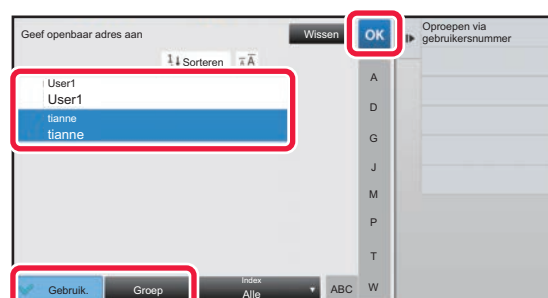 Geef openbaar adres aan
Wissen
OK
Oproepen via
gebruikersnummer
Sorteren
User1
User1
tianne
tianne
A
D
G
J
M
P
T
W
Gebruik.
Groep
Index
Alle
ABC